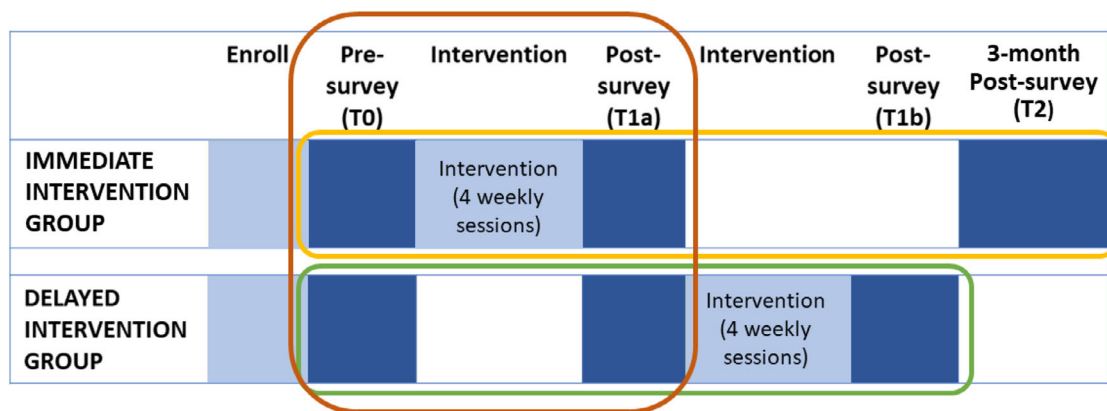 Enroll
Pre-
survey
(T0)
Intervention
Post-
survey
(T1a)
Intervention
Post-
survey
(T1b)
3-month
Post-survey
(T2)
IMMEDIATE
INTERVENTION
GROUP
Intervention
(4 weekly
sessions)
DELAYED
INTERVENTION
GROUP
Intervention
(4 weekly
sessions)